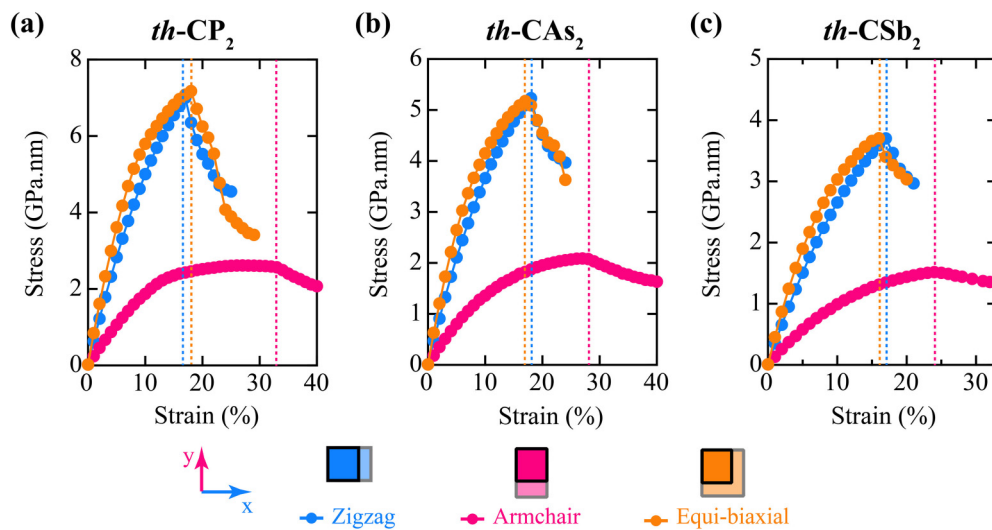 (a) th-CP₂
(b) th-CAs₂
(c) th-CSb₂
Stress (GPa.nm)
8
6
4
2
0
0 10 20 30 40
Strain (%)
Stress (GPa.nm)
6
5
4
3
2
1
0
0 10 20 30 40
Strain (%)
Stress (GPa.nm)
5
4
3
2
1
0
0 10 20 30
Strain (%)
y
x
Zigzag
Armchair
Equi-biaxial